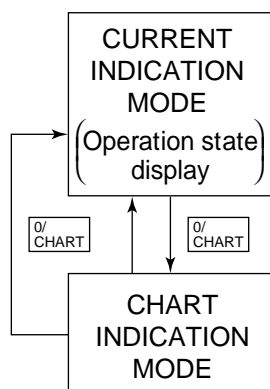 CURRENT
INDICATION
MODE
(Operation state
display)
0/
CHART
0/
CHART
CHART
INDICATION
MODE